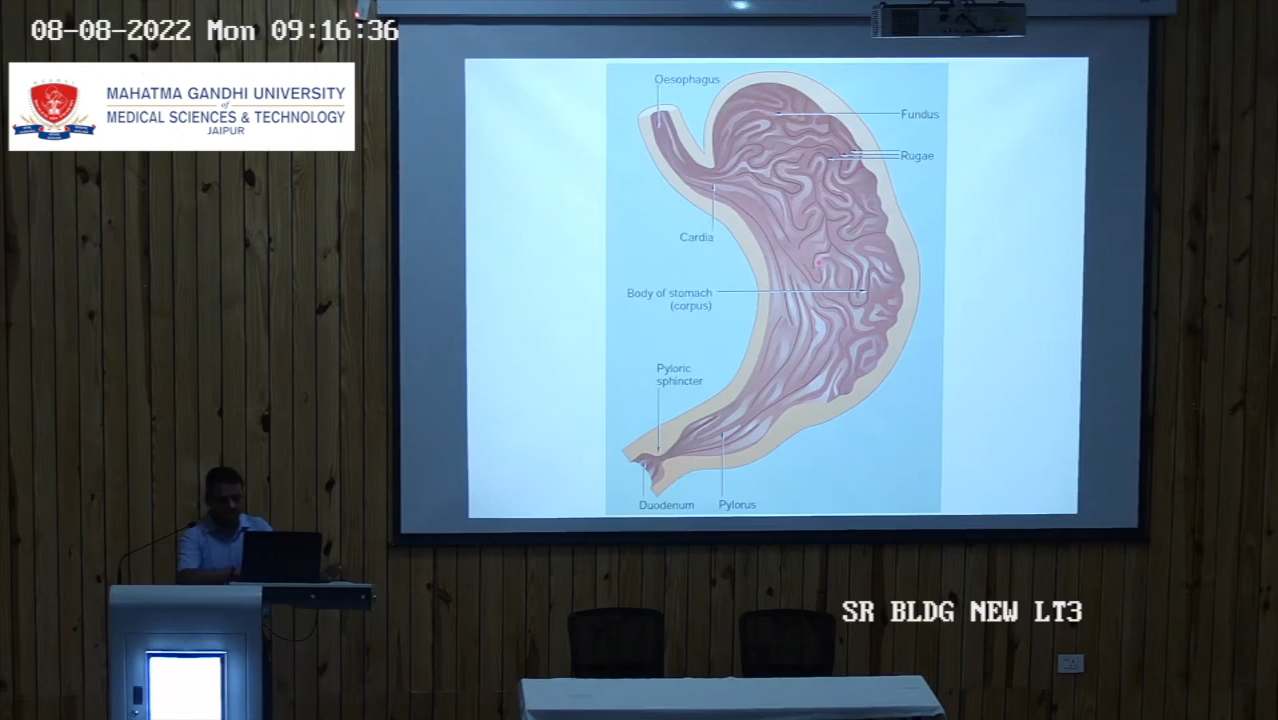 08-08-2022 Mon 09:16:36
MAHATMA GANDHI UNIVERSITY
of
MEDICAL SCIENCES & TECHNOLOGY
JAIPUR
Oesophagus
Fundus
Rugae
Cardia
Body of stomach
(corpus)
Pyloric
sphincter
Duodenum
Pylorus
SR BLDG NEW LT3